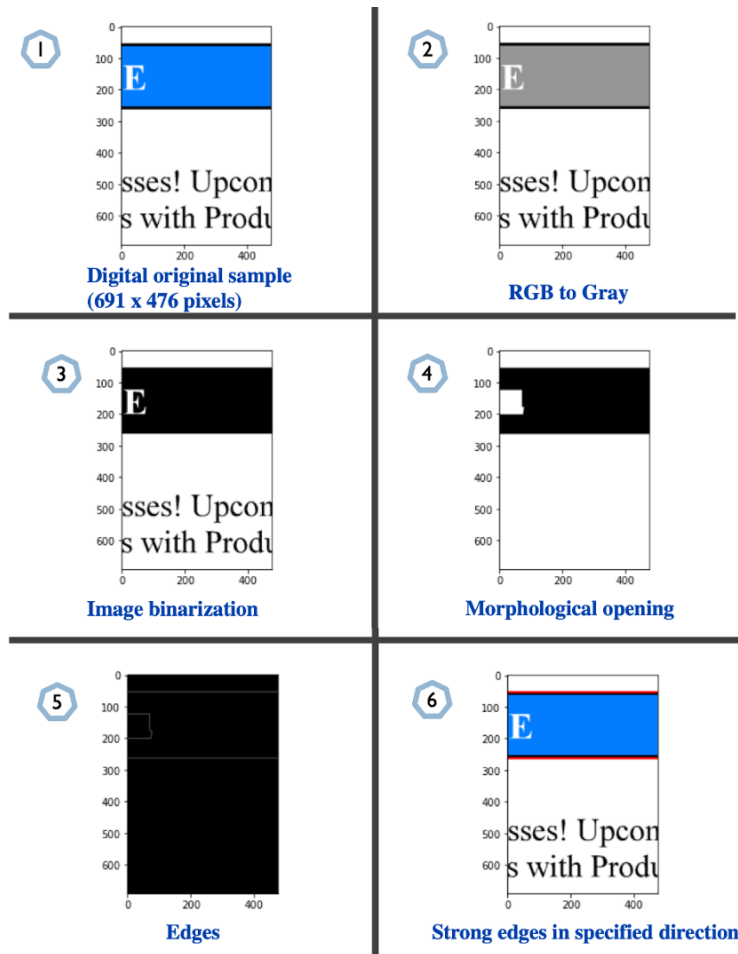 1
0
100
200
300
400
500
600
E
sses! Upcon
s with Produ
0 200 400
Digital original sample
(691 x 476 pixels)
2
0
100
200
300
400
500
600
E
sses! Upcon
s with Produ
0 200 400
RGB to Gray
3
0
100
200
300
400
500
600
E
sses! Upcon
s with Produ
0 200 400
Image binarization
4
0
100
200
300
400
500
600
0 200 400
Morphological opening
5
0
100
200
300
400
500
600
0 200 400
Edges
6
0
100
200
300
400
500
600
E
sses! Upcon
s with Produ
0 200 400
Strong edges in specified direction